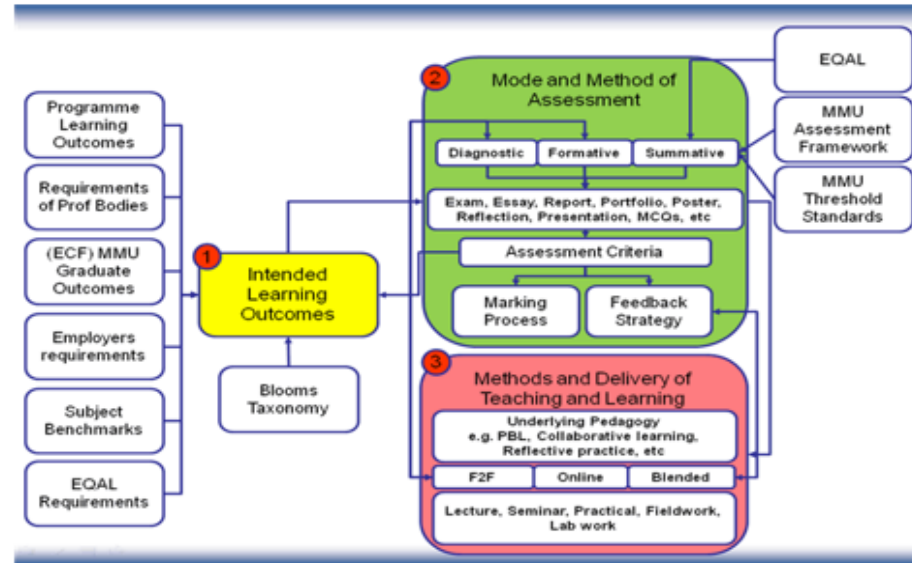 Programme
Learning
Outcomes
Requirements
of Prof Bodies
(ECF) MMU
Graduate
Outcomes
Employers
requirements
Subject
Benchmarks
EQAL
Requirements
1
Intended
Learning
Outcomes
Blooms
Taxonomy
2
Mode and Method of
Assessment
Diagnostic
Formative
Summative
Exam, Essay, Report, Portfolio, Poster,
Reflection, Presentation, MCQs, etc
Assessment Criteria
Marking
Process
Feedback
Strategy
EQAL
MMU
Assessment
Framework
MMU
Threshold
Standards
3
Methods and Delivery of
Teaching and Learning
Underlying Pedagogy
e.g. PBL, Collaborative learning,
Reflective practice, etc
F2F
Online
Blended
Lecture, Seminar, Practical, Fieldwork,
Lab work